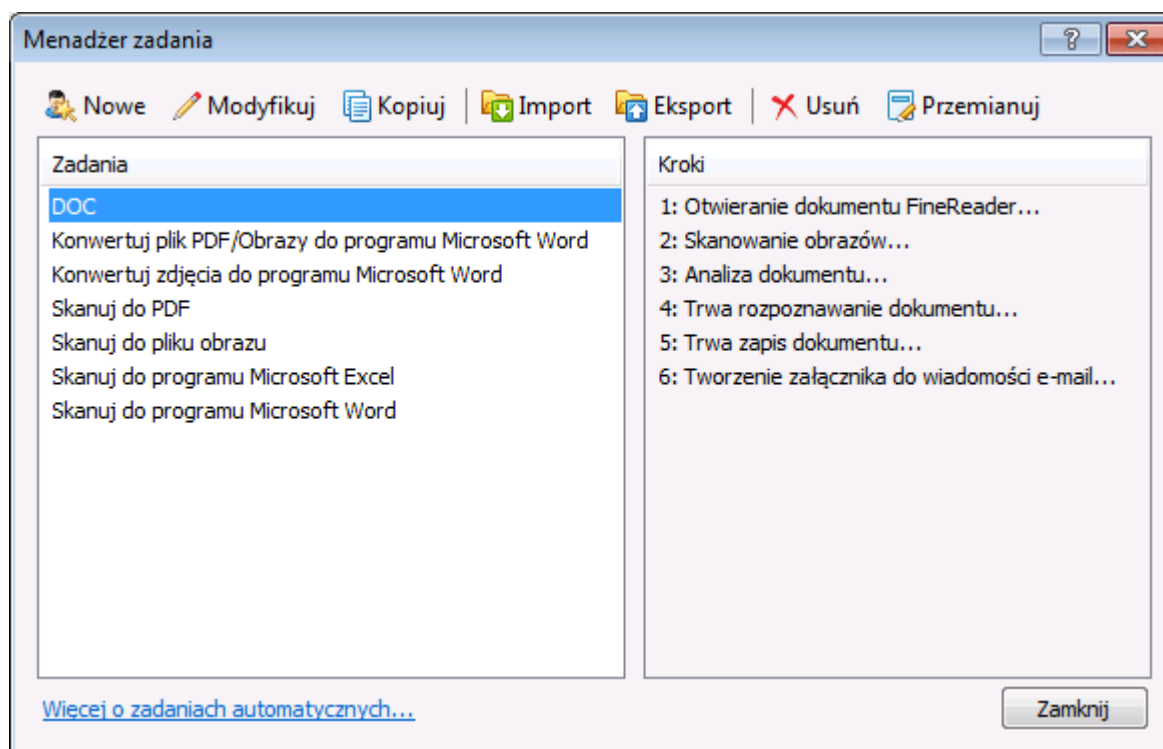 Menadżer zadania
Nowe Modyfikuj Kopiuj Import Eksport Usuń Przemianuj
Zadania
DOC
Konwertuj plik PDF/Obrazy do programu Microsoft Word
Konwertuj zdjęcia do programu Microsoft Word
Skanuj do PDF
Skanuj do pliku obrazu
Skanuj do programu Microsoft Excel
Skanuj do programu Microsoft Word
Kroki
1: Otwieranie dokumentu FineReader...
2: Skanowanie obrazów...
3: Analiza dokumentu...
4: Trwa rozpoznawanie dokumentu...
5: Trwa zapis dokumentu...
6: Tworzenie załącznika do wiadomości e-mail...
Więcej o zadaniach automatycznych...
Zamknij